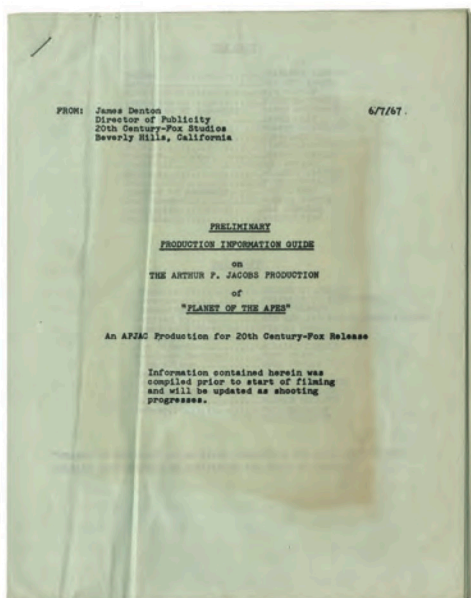 FROM: James Denton 6/7/67.
Director of Publicity
20th Century-Fox Studios
Beverly Hills, California
PRELIMINARY
PRODUCTION INFORMATION GUIDE
on
THE ARTHUR P. JACOBS PRODUCTION
of
"PLANET OF THE APES"
An APJAC Production for 20th Century-Fox Release
Information contained herein was
compiled prior to start of filming
and will be updated as shooting
progresses.